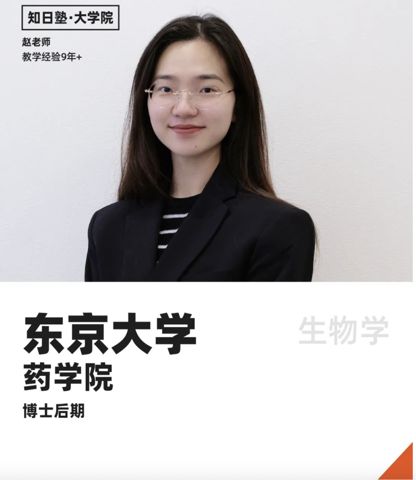 知日塾·大学院
赵老师
教学经验9年+
东京大学
生物学
药学院
博士后期